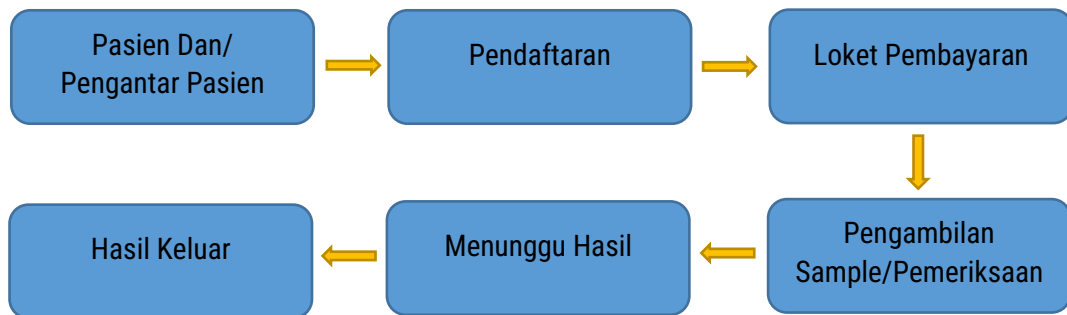 Pasien Dan/
Pengantar Pasien
Pendaftaran
Loket Pembayaran
Pengambilan
Sample/Pemeriksaan
Menunggu Hasil
Hasil Keluar